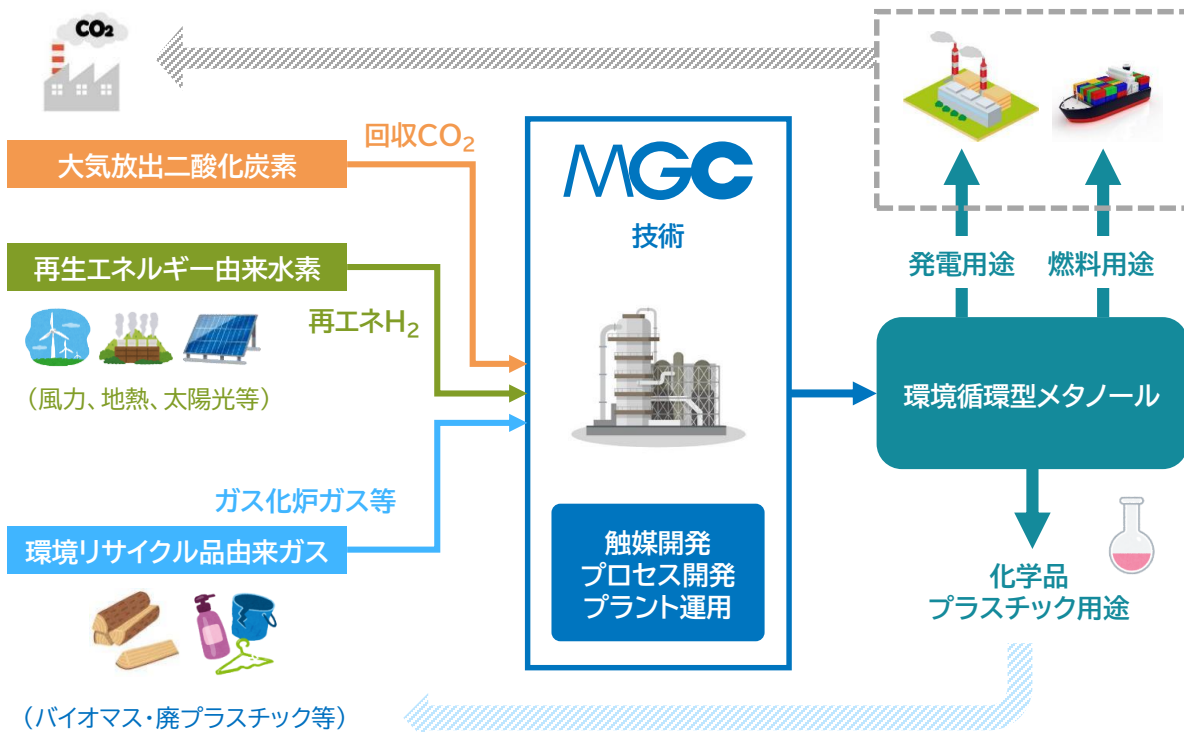 CO₂
大気放出二酸化炭素
回収CO₂
再生エネルギー由来水素
再エネH₂
（風力、地熱、太陽光等）
ガス化炉ガス等
環境リサイクル品由来ガス
（バイオマス・廃プラスチック等）
MGC
技術
触媒開発
プロセス開発
プラント運用
発電用途
燃料用途
環境循環型メタノール
化学品
プラスチック用途